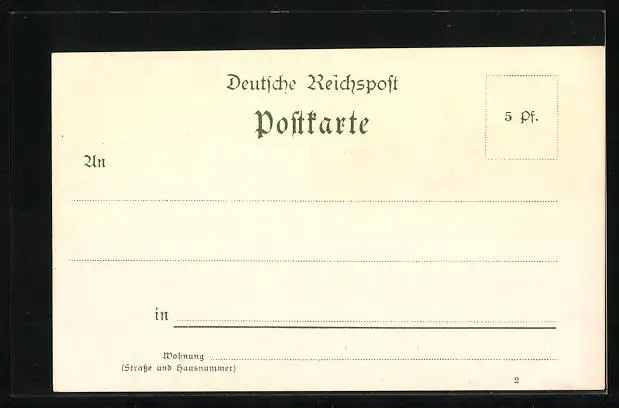 Deutſche Reichspoſt
Poſtkarte
5 Pf.
An
in
Wohnung
(Straße und Hausnummer)
2